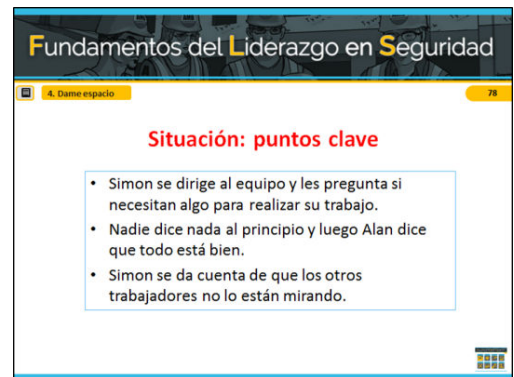 Fundamentos del Liderazgo en Seguridad
4. Dame espacio
78
Situación: puntos clave
• Simon se dirige al equipo y les pregunta si
necesitan algo para realizar su trabajo.
• Nadie dice nada al principio y luego Alan dice
que todo está bien.
• Simon se da cuenta de que los otros
trabajadores no lo están mirando.